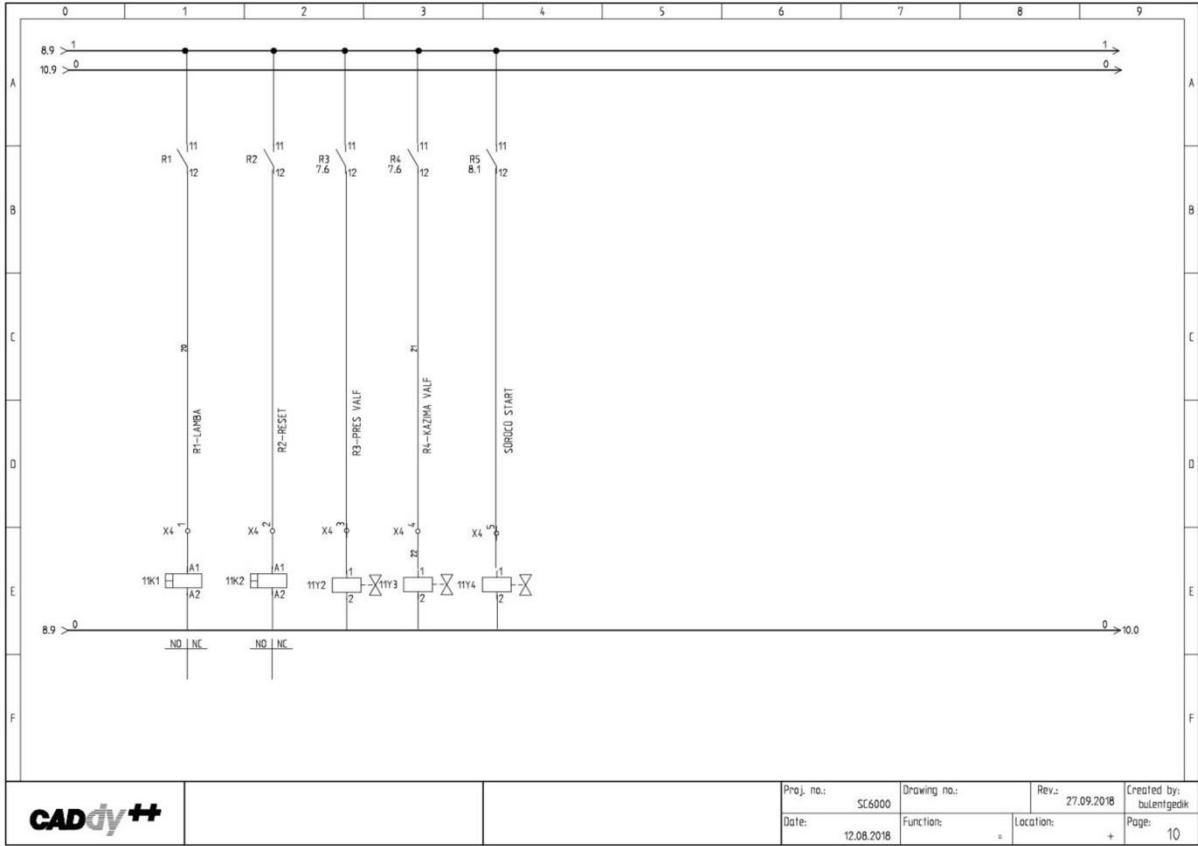 0 1 2 3 4 5 6 7 8 9
8.9 1 1
10.9 0 0
A A
11 11 11 11 11
R1 R2 R3 R4 R5
7.6 7.6 8.1
12 12 12 12 12
B B
C C
20 21
R1-LAMBA
R2-RESET
R3-PRES VALF
R4-KAZIMA VALF
SÜRÜCÜ START
D D
X4 1 X4 2 X4 3 X4 4 X4 5
22
A1 A1 1 1 1
11K1 11K2 11Y2 11Y3 11Y4
A2 A2 2 2 2
E E
8.9 0 0 10.0
NO NC NO NC
F F
CADdy++
Proj. no.: Drawing no.: Rev.: Created by:
SC6000 27.09.2018 bulentgedik
Date: Function: Location: Page:
12.08.2018 = + 10